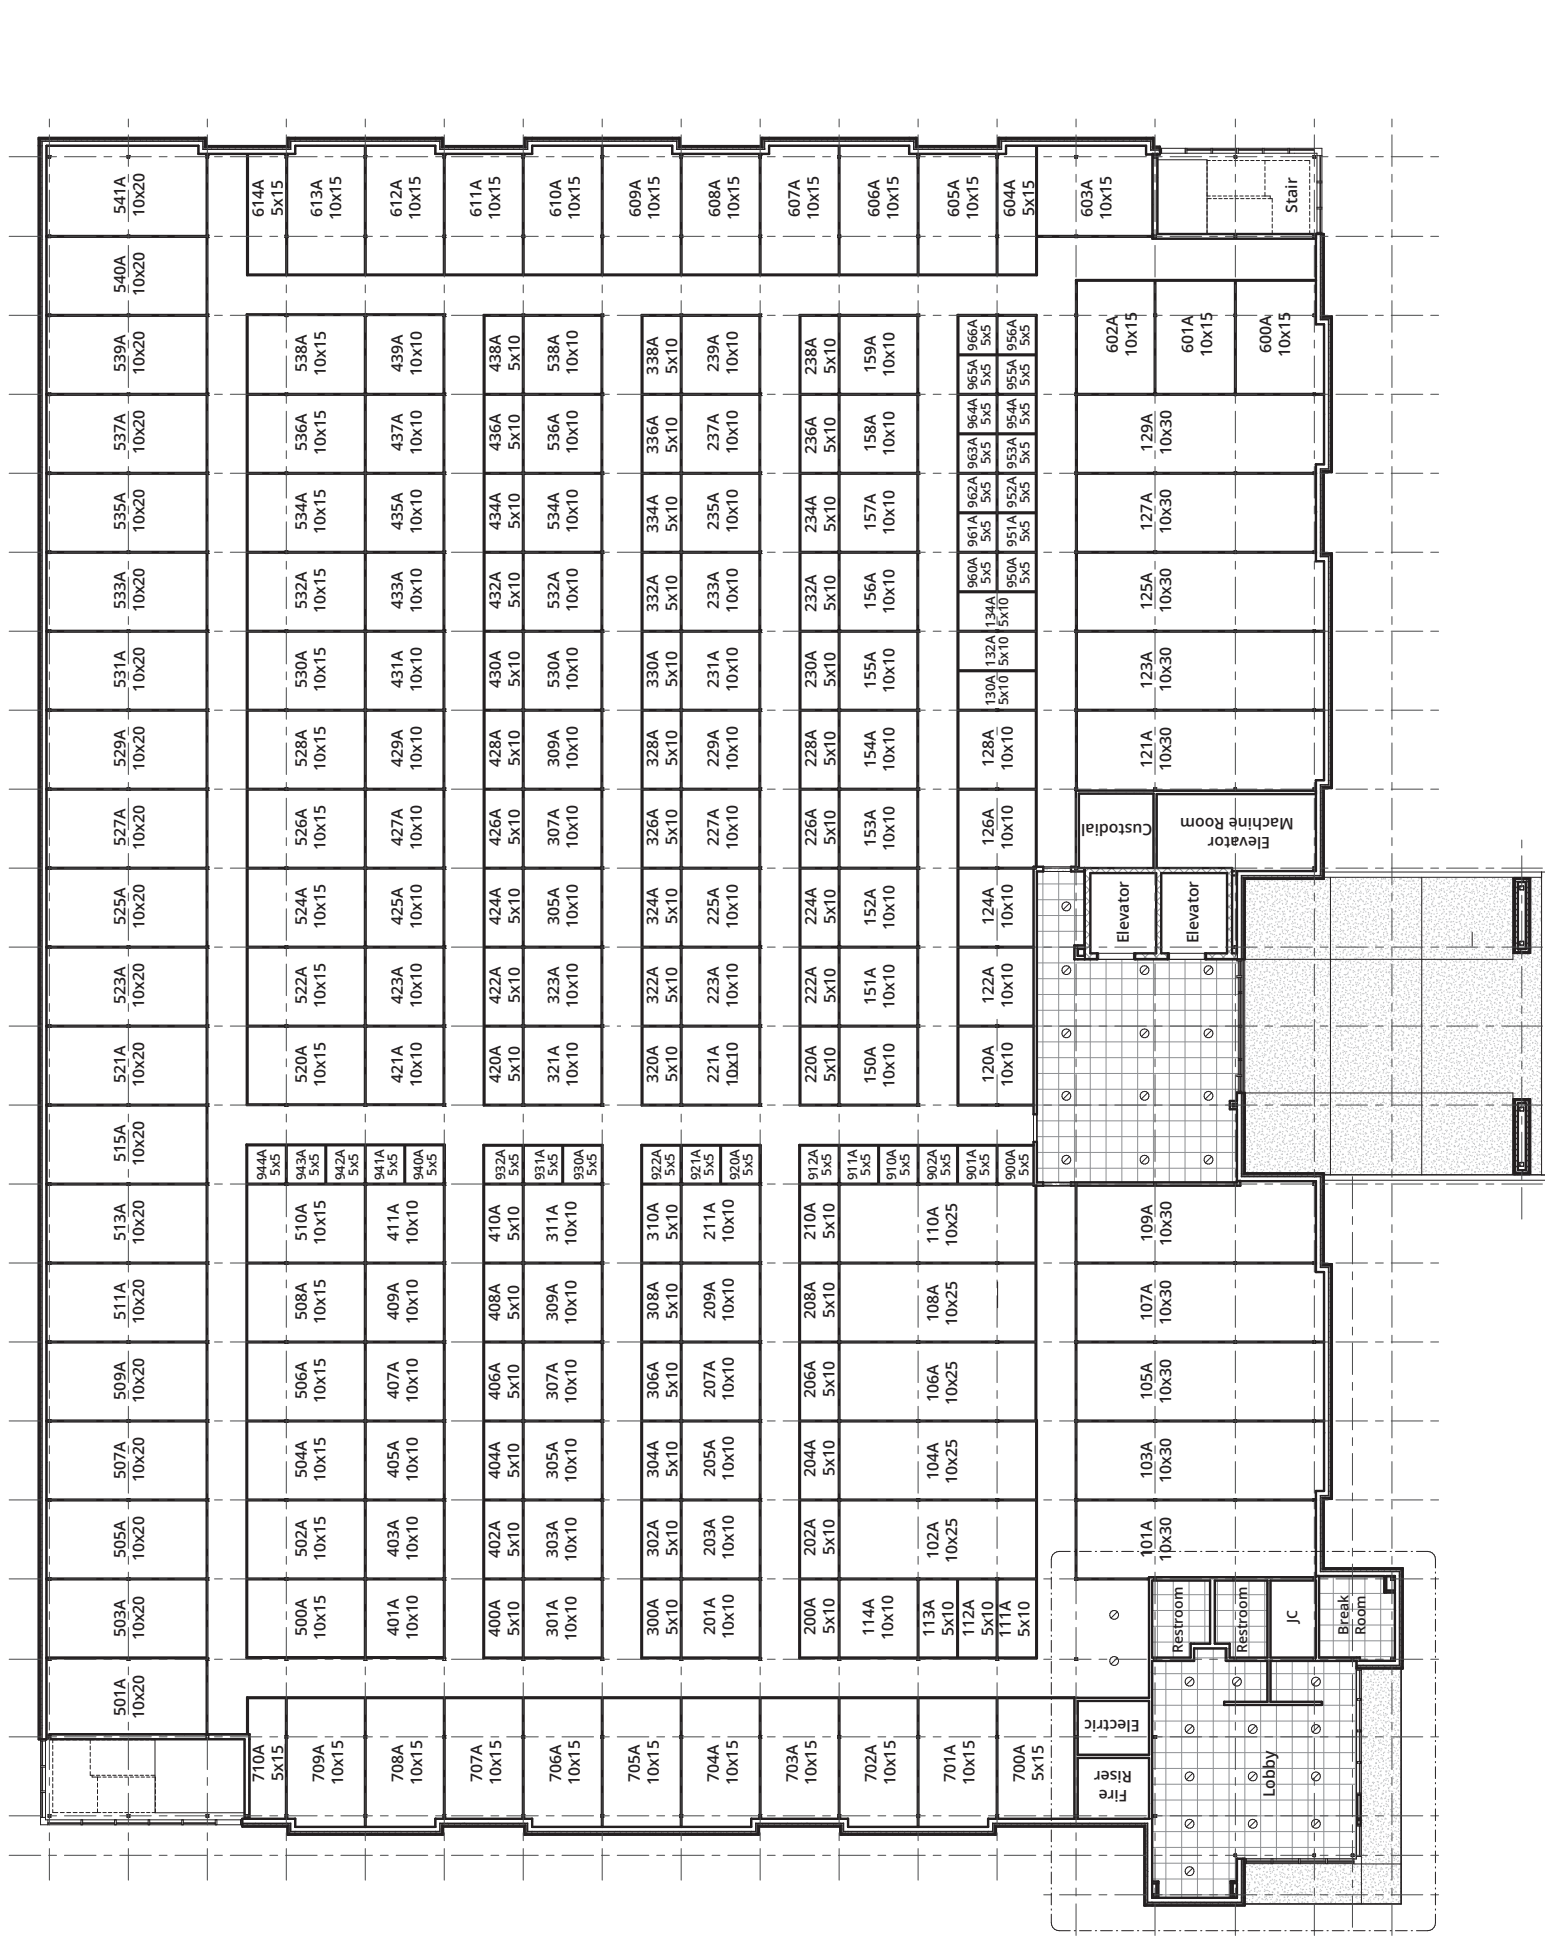 541A
10x20
540A
10x20
539A
10x20
537A
10x20
535A
10x20
533A
10x20
531A
10x20
529A
10x20
527A
10x20
525A
10x20
523A
10x20
521A
10x20
515A
10x20
513A
10x20
511A
10x20
509A
10x20
507A
10x20
505A
10x20
503A
10x20
501A
10x20
614A
5x15
613A
10x15
612A
10x15
611A
10x15
610A
10x15
609A
10x15
608A
10x15
607A
10x15
606A
10x15
605A
10x15
604A
5x15
603A
10x15
Stair
538A
10x15
536A
10x15
534A
10x15
532A
10x15
530A
10x15
528A
10x15
526A
10x15
524A
10x15
522A
10x15
520A
10x15
439A
10x10
437A
10x10
435A
10x10
433A
10x10
431A
10x10
429A
10x10
427A
10x10
425A
10x10
423A
10x10
421A
10x10
438A
5x10
436A
5x10
434A
5x10
432A
5x10
430A
5x10
428A
5x10
426A
5x10
424A
5x10
422A
5x10
420A
5x10
538A
10x10
536A
10x10
534A
10x10
532A
10x10
530A
10x10
309A
10x10
307A
10x10
305A
10x10
323A
10x10
321A
10x10
338A
5x10
336A
5x10
334A
5x10
332A
5x10
330A
5x10
328A
5x10
326A
5x10
324A
5x10
322A
5x10
320A
5x10
239A
10x10
237A
10x10
235A
10x10
233A
10x10
231A
10x10
229A
10x10
227A
10x10
225A
10x10
223A
10x10
221A
10x10
238A
5x10
236A
5x10
234A
5x10
232A
5x10
230A
5x10
228A
5x10
226A
5x10
224A
5x10
222A
5x10
220A
5x10
159A
10x10
158A
10x10
157A
10x10
156A
10x10
155A
10x10
154A
10x10
153A
10x10
152A
10x10
151A
10x10
150A
10x10
966A
5x5
965A
5x5
964A
5x5
963A
5x5
962A
5x5
961A
5x5
960A
5x5
956A
5x5
955A
5x5
954A
5x5
953A
5x5
952A
5x5
951A
5x5
950A
5x5
134A
5x10
132A
5x10
130A
5x10
128A
10x10
126A
10x10
124A
10x10
122A
10x10
120A
10x10
602A
10x15
601A
10x15
600A
10x15
129A
10x30
127A
10x30
125A
10x30
123A
10x30
121A
10x30
Custodial
Elevator
Machine Room
Elevator
Elevator
944A
5x5
943A
5x5
942A
5x5
941A
5x5
940A
5x5
932A
5x5
931A
5x5
930A
5x5
922A
5x5
921A
5x5
920A
5x5
912A
5x5
911A
5x5
910A
5x5
902A
5x5
901A
5x5
900A
5x5
510A
10x15
508A
10x15
506A
10x15
504A
10x15
502A
10x15
500A
10x15
411A
10x10
409A
10x10
407A
10x10
405A
10x10
403A
10x10
401A
10x10
410A
5x10
408A
5x10
406A
5x10
404A
5x10
402A
5x10
400A
5x10
311A
10x10
309A
10x10
307A
10x10
305A
10x10
303A
10x10
301A
10x10
310A
5x10
308A
5x10
306A
5x10
304A
5x10
302A
5x10
300A
5x10
211A
10x10
209A
10x10
207A
10x10
205A
10x10
203A
10x10
201A
10x10
210A
5x10
208A
5x10
206A
5x10
204A
5x10
202A
5x10
200A
5x10
110A
10x25
108A
10x25
106A
10x25
104A
10x25
102A
10x25
114A
10x10
113A
5x10
112A
5x10
111A
5x10
109A
10x30
107A
10x30
105A
10x30
103A
10x30
101A
10x30
Restroom
Restroom
JC
Break
Room
710A
5x15
709A
10x15
708A
10x15
707A
10x15
706A
10x15
705A
10x15
704A
10x15
703A
10x15
702A
10x15
701A
10x15
700A
5x15
Electric
Fire
Riser
Lobby